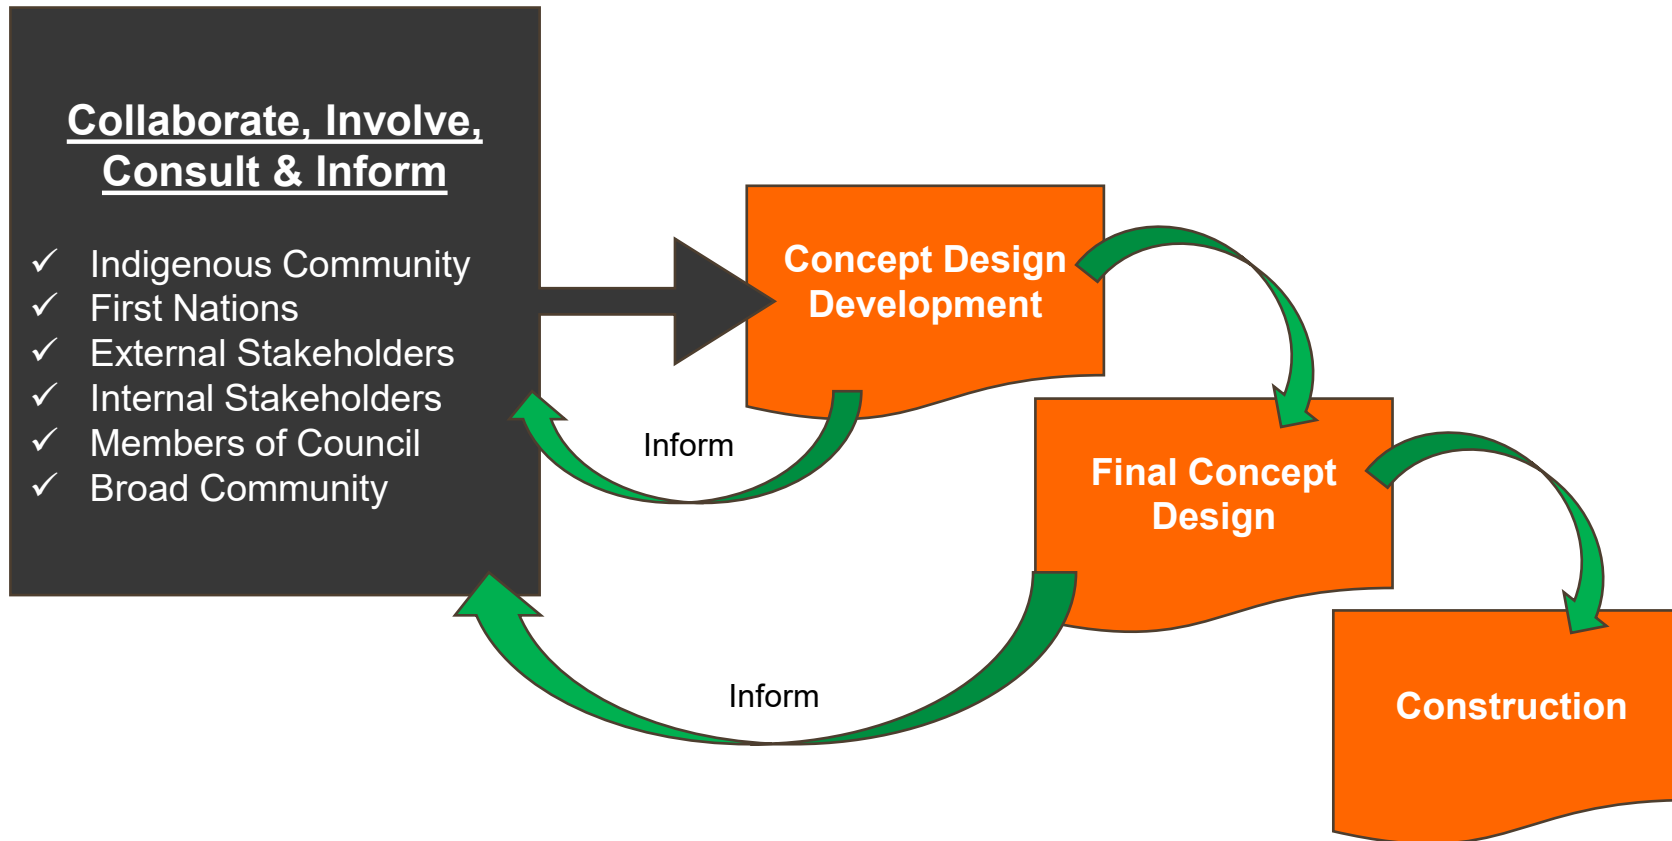 Collaborate, Involve,
Consult & Inform
✓ Indigenous Community
✓ First Nations
✓ External Stakeholders
✓ Internal Stakeholders
✓ Members of Council
✓ Broad Community
Concept Design
Development
Inform
Final Concept
Design
Inform
Construction